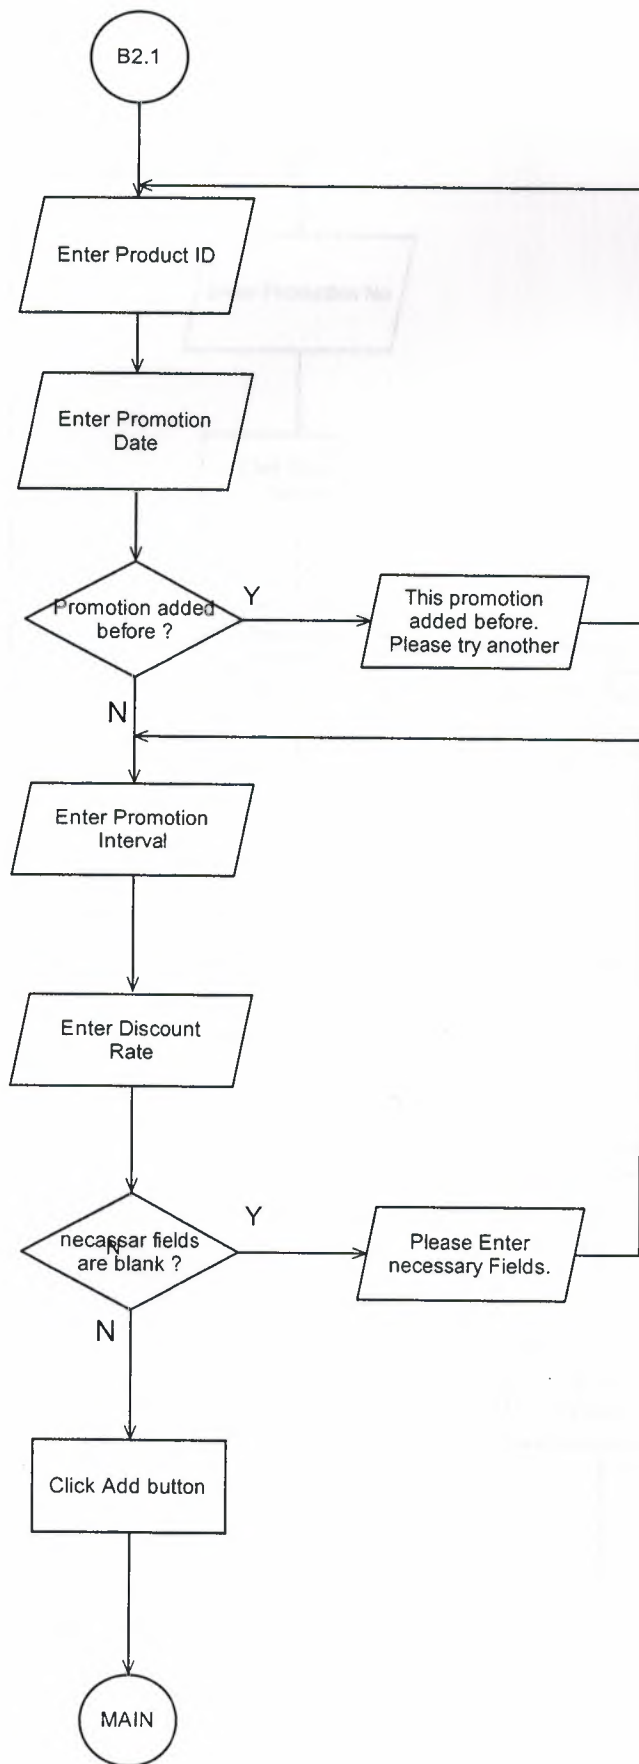 B2.1
Enter Product ID
Enter Promotion
Date
Promotion added
before ?
Y
This promotion
added before.
Please try another
N
Enter Promotion
Interval
Enter Discount
Rate
necassar fields
N
are blank ?
Y
Please Enter
necessary Fields.
N
Click Add button
MAIN